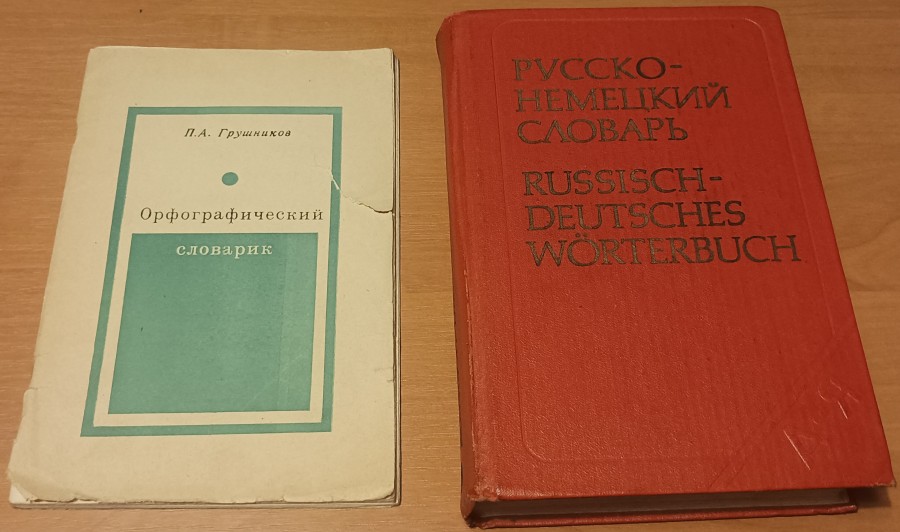 П.А. Грушников
Орфографический
словарик
РУССКО-
НЕМЕЦКИЙ
СЛОВАРЬ
RUSSISCH-
DEUTSCHES
WÖRTERBUCH